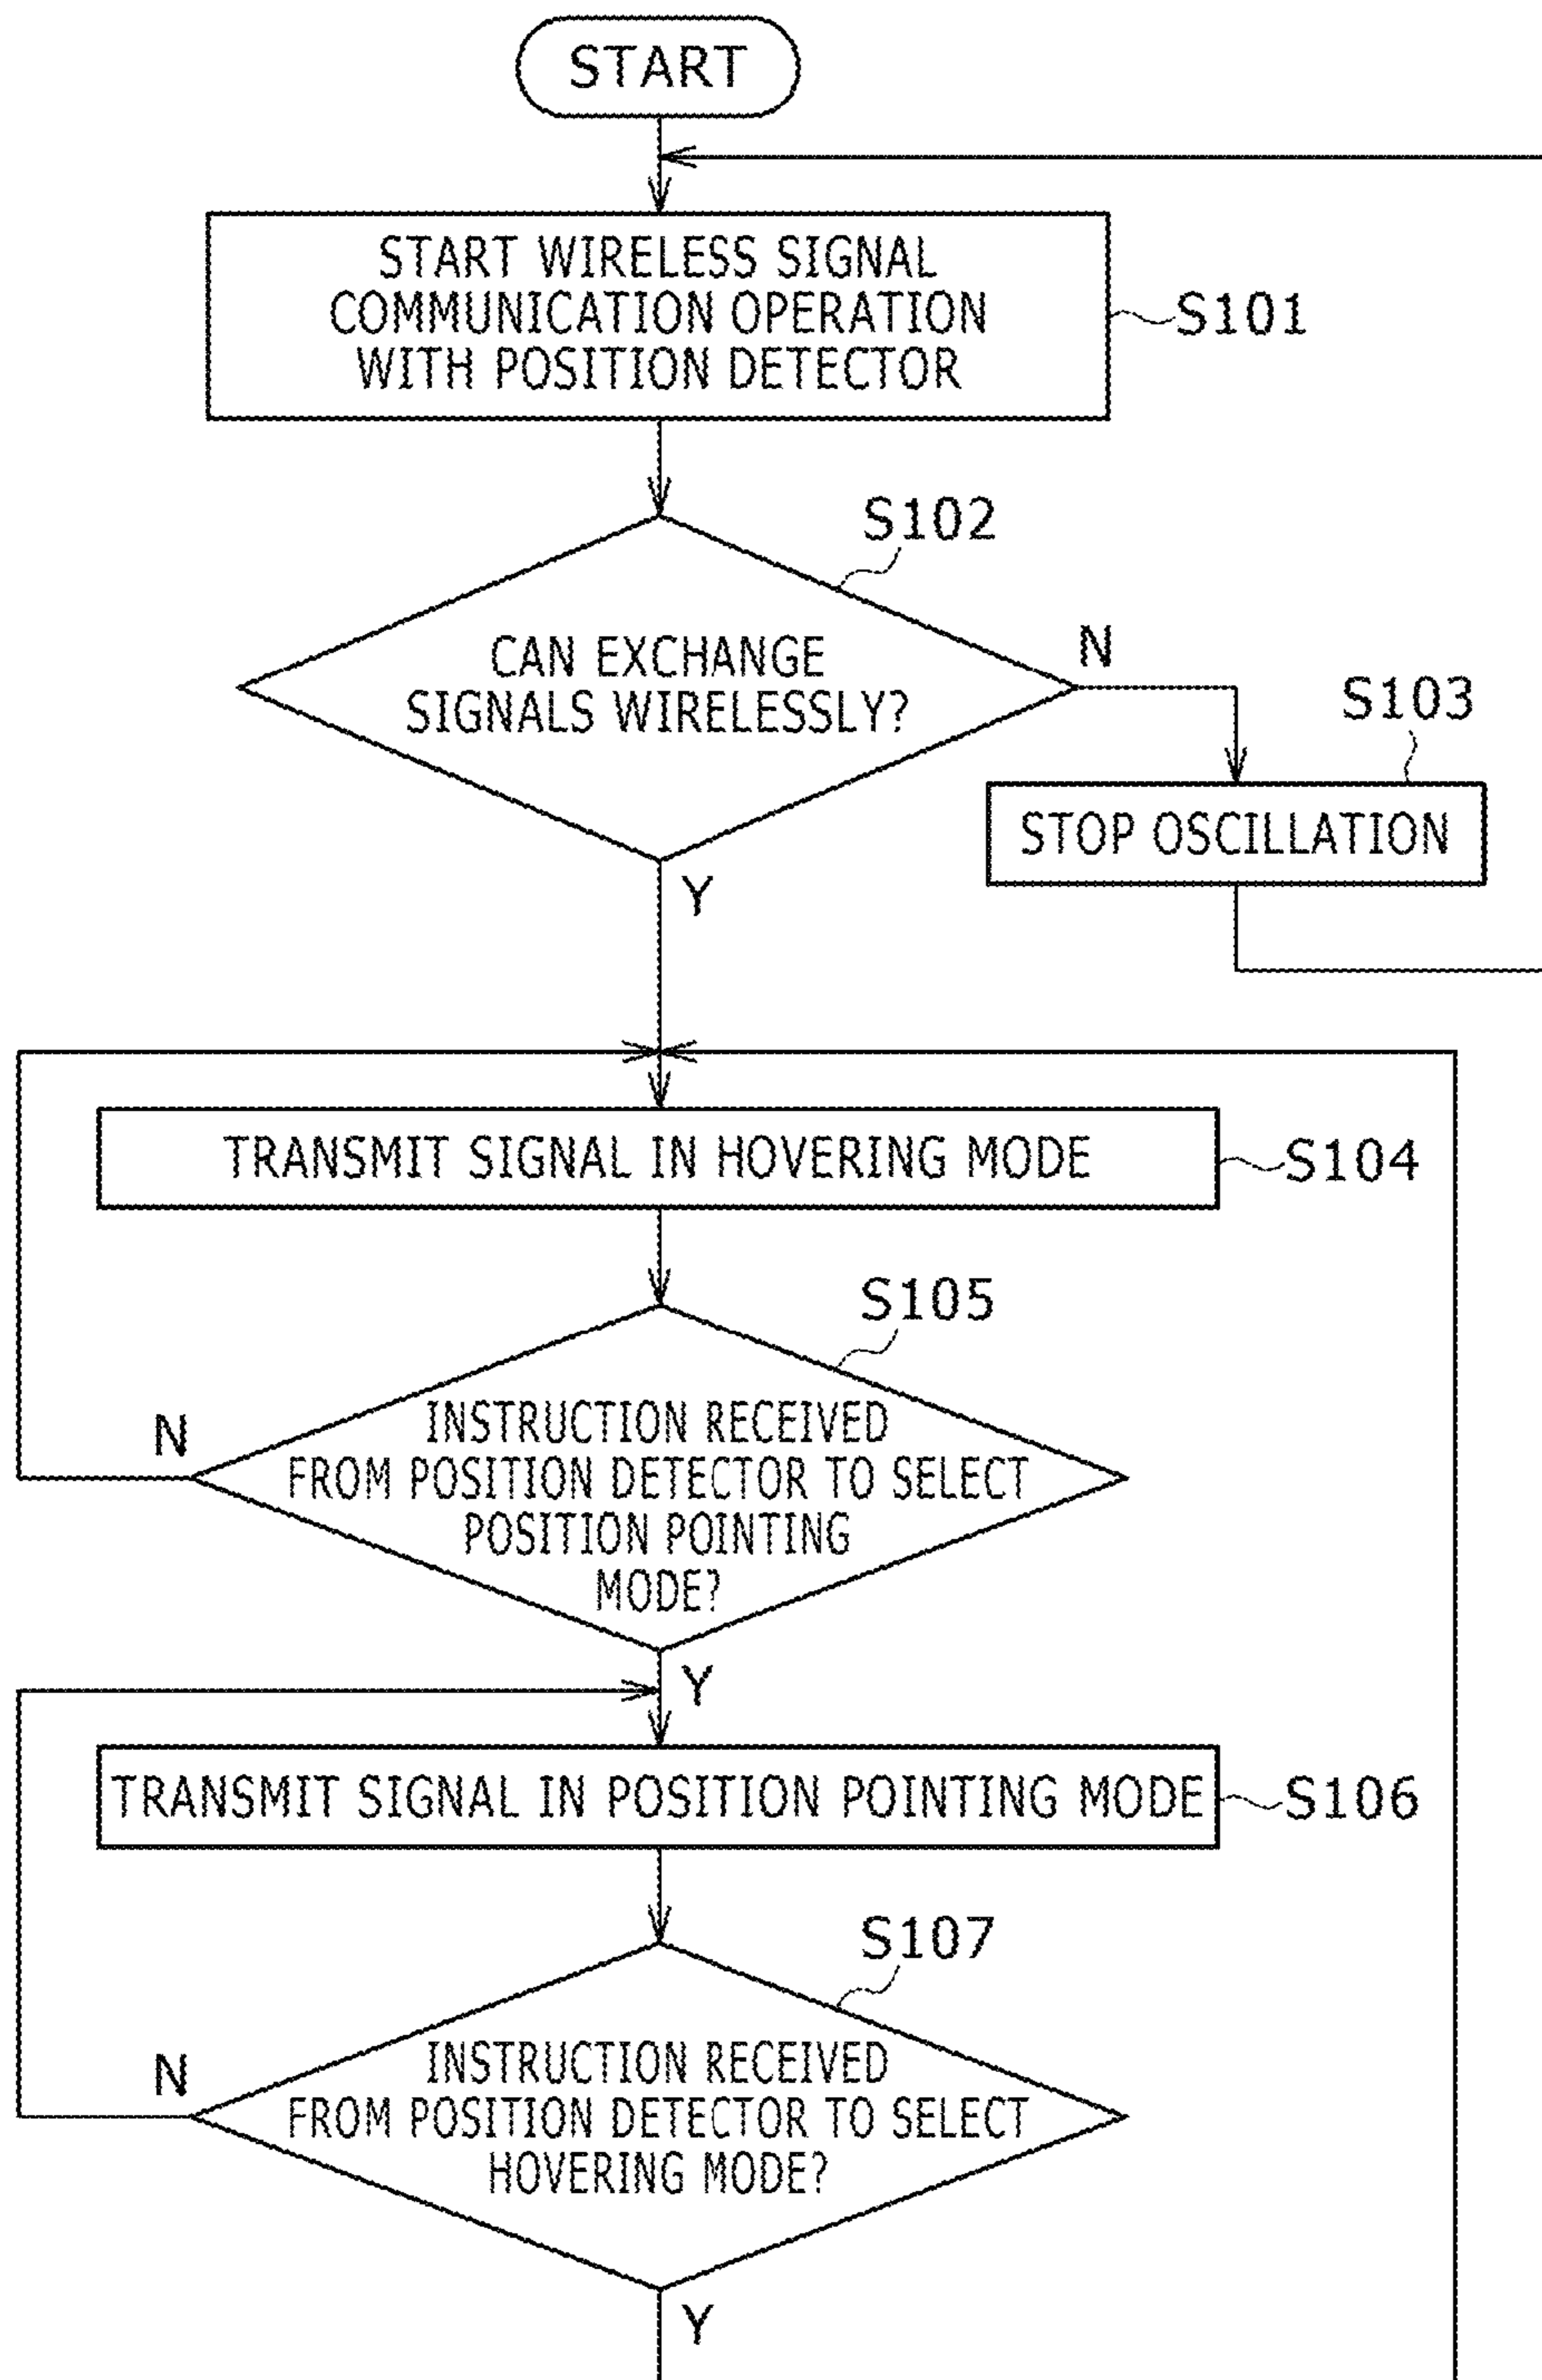 START
START WIRELESS SIGNAL
COMMUNICATION OPERATION
WITH POSITION DETECTOR
S101
S102
CAN EXCHANGE
SIGNALS WIRELESSLY?
N
S103
STOP OSCILLATION
Y
TRANSMIT SIGNAL IN HOVERING MODE
S104
S105
INSTRUCTION RECEIVED
FROM POSITION DETECTOR TO SELECT
POSITION POINTING
MODE?
N
Y
TRANSMIT SIGNAL IN POSITION POINTING MODE
S106
S107
INSTRUCTION RECEIVED
FROM POSITION DETECTOR TO SELECT
HOVERING MODE?
N
Y